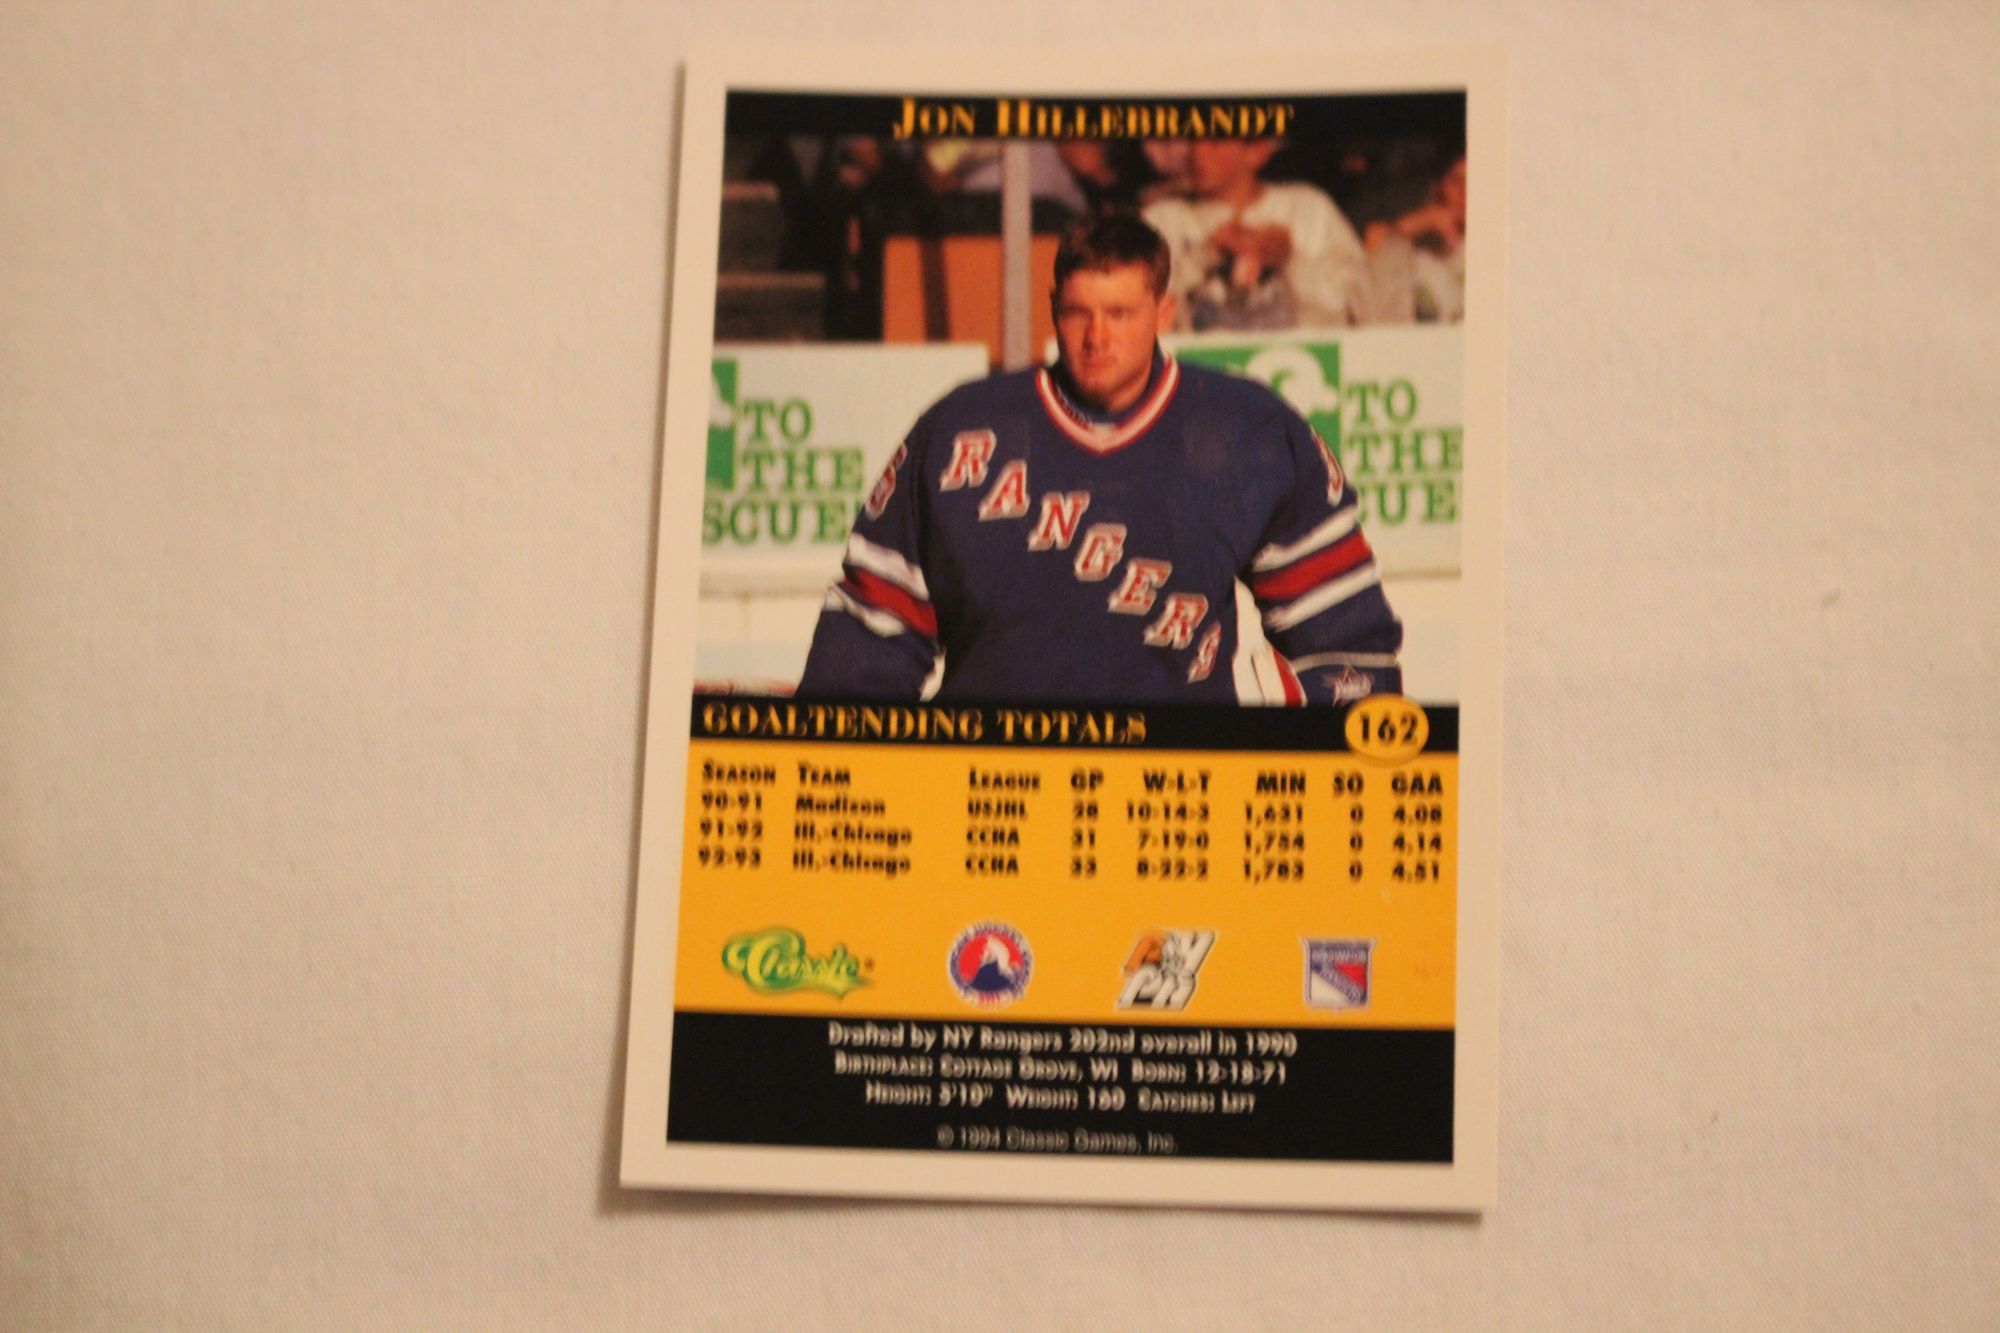 JON HILLEBRANDT
TO
THE
SCUE
TO
THE
CUE
RANGERS
GOALTENDING TOTALS
162
SEASON TEAM LEAGUE GP W-L-T MIN SO GAA
90-91 Madison USJHL 28 10-14-3 1,631 0 4.08
91-92 Ill.-Chicago CCHA 31 7-19-0 1,754 0 4.14
92-93 Ill.-Chicago CCHA 33 8-22-2 1,783 0 4.51
Classic
Drafted by NY Rangers 202nd overall in 1990
BIRTHPLACE: COTTAGE GROVE, WI BORN: 12-18-71
HEIGHT: 5'10" WEIGHT: 160 CATCHES: LEFT
© 1994 Classic Games, Inc.